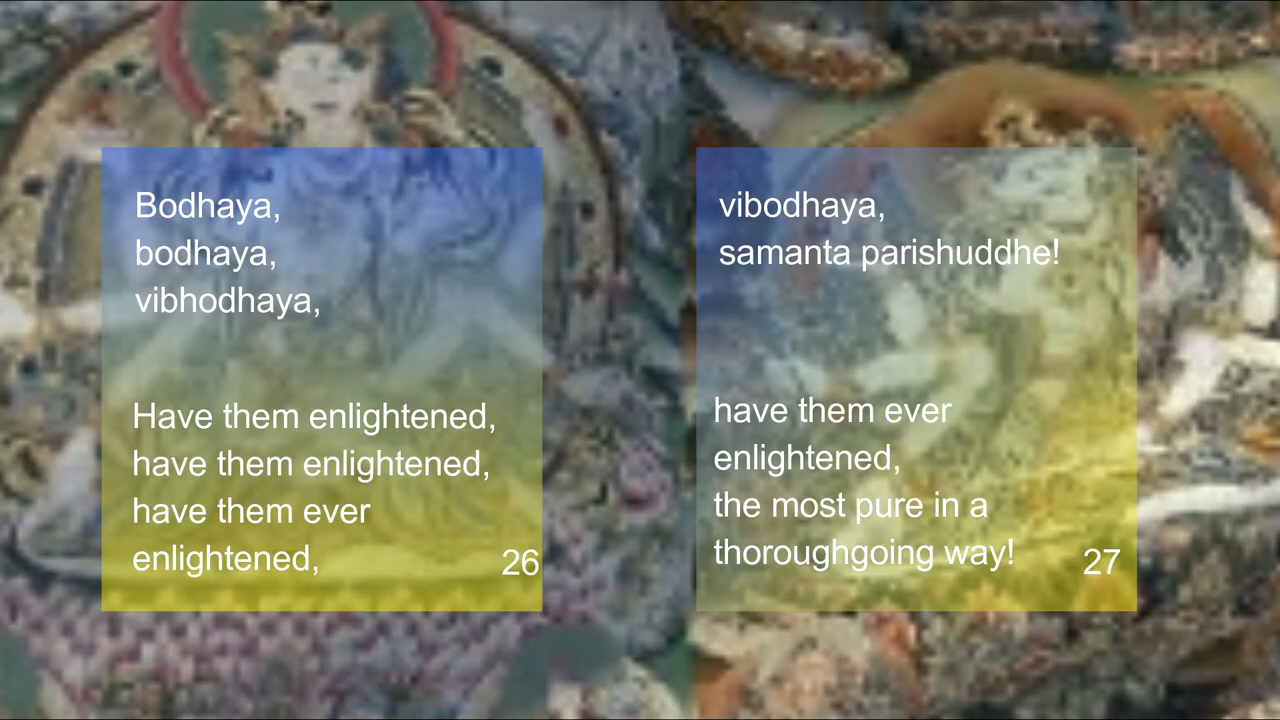 Bodhaya,
bodhaya,
vibhodhaya,
Have them enlightened,
have them enlightened,
have them ever
enlightened,
26
vibodhaya,
samanta parishuddhe!
have them ever
enlightened,
the most pure in a
thoroughgoing way!
27